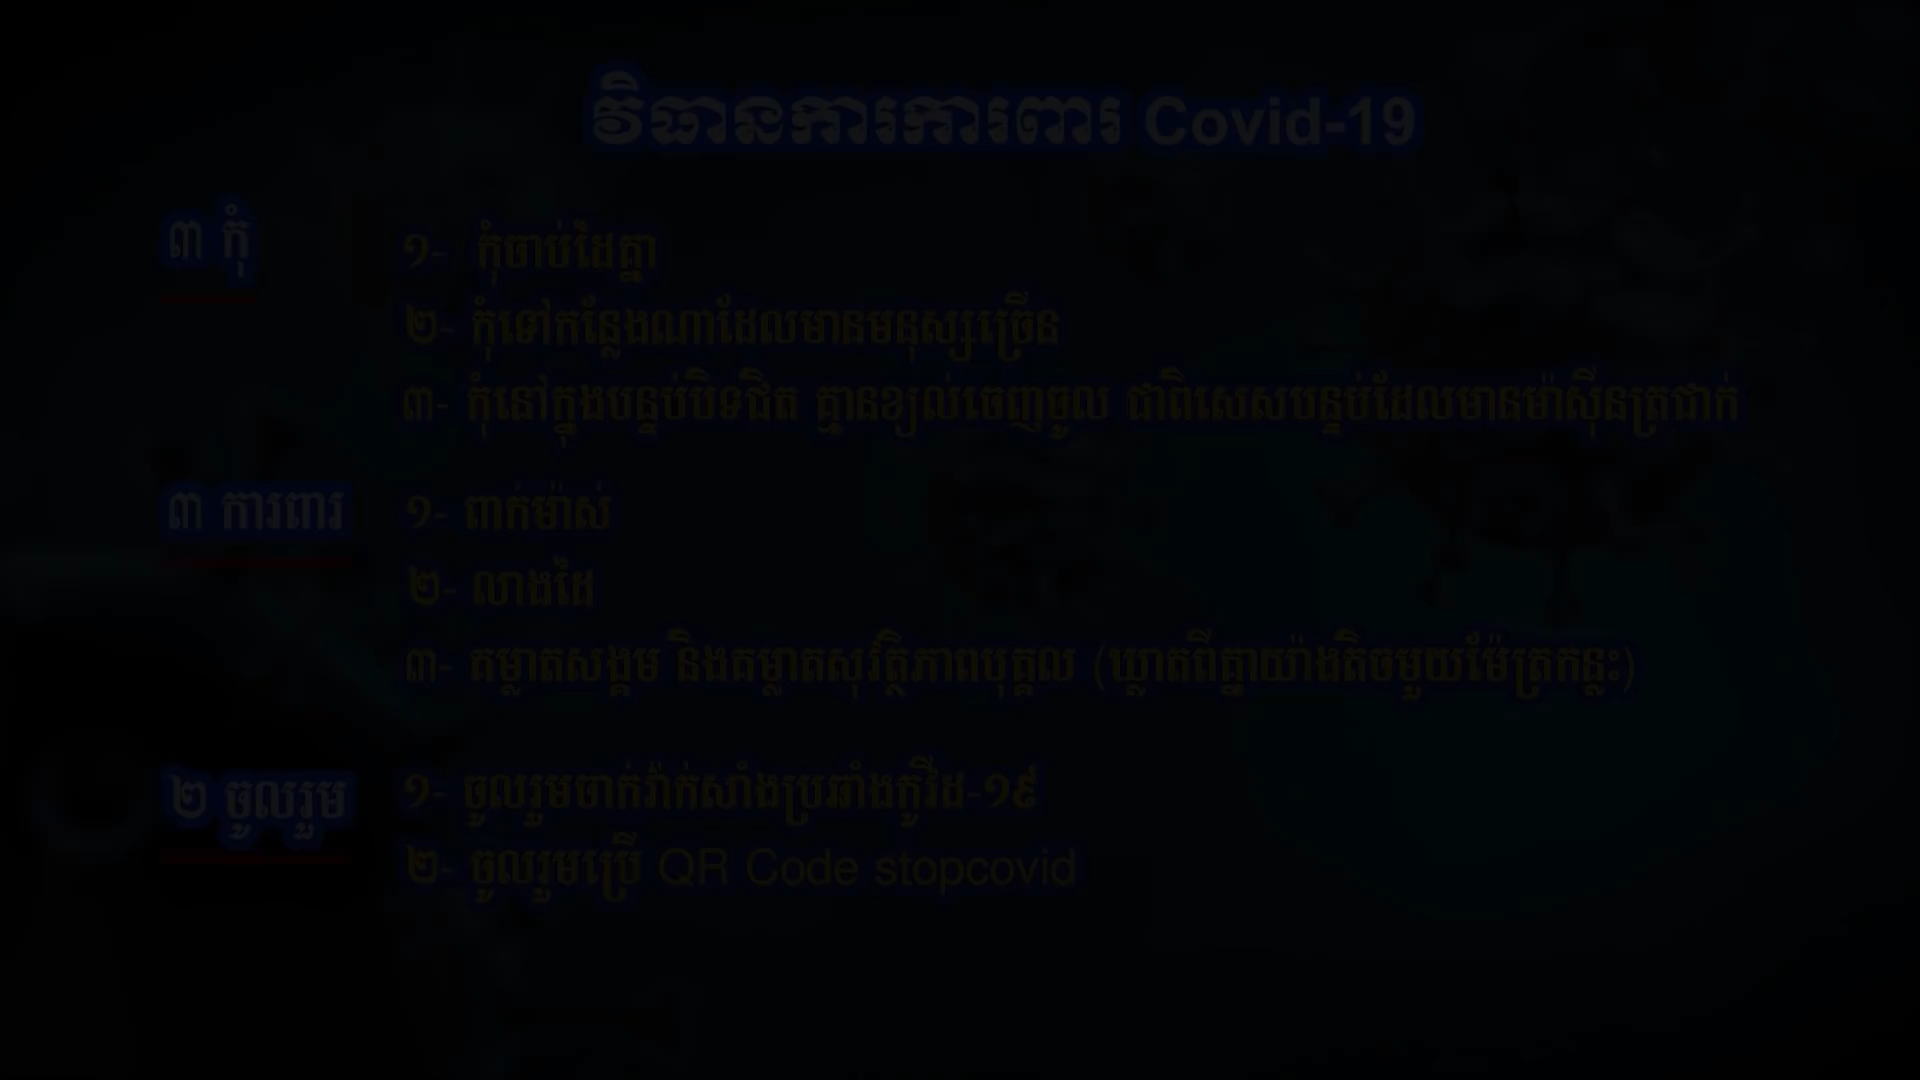 វិធានការការពារ Covid-19
៣ កុំ
១- កុំចាប់ដៃគ្នា
២- កុំទៅកន្លែងណាដែលមានមនុស្សច្រើន
៣- កុំនៅក្នុងបន្ទប់បិទជិត គ្មានខ្យល់ចេញចូល ជាពិសេសបន្ទប់ដែលមានម៉ាស៊ីនត្រជាក់
៣ ការពារ
១- ពាក់ម៉ាស់
២- លាងដៃ
៣- គម្លាតសង្គម និងគម្លាតសុវត្ថិភាពបុគ្គល (ឃ្លាតពីគ្នាយ៉ាងតិចមួយម៉ែត្រកន្លះ)
២ ចូលរួម
១- ចូលរួមចាក់វ៉ាក់សាំងប្រឆាំងកូវីដ-១៩
២- ចូលរួមប្រើ QR Code stopcovid